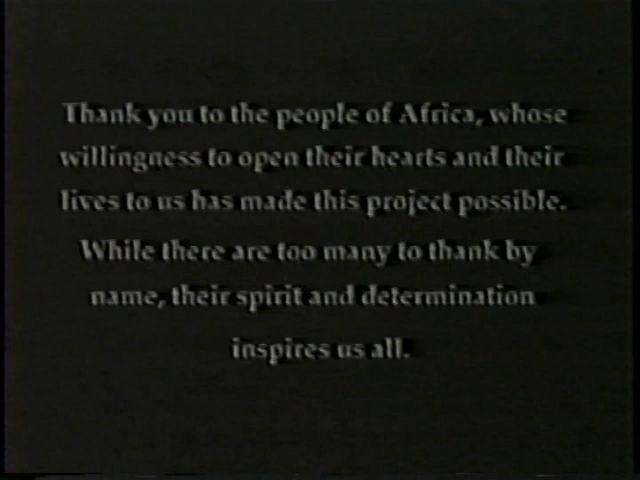 Thank you to the people of Africa, whose
willingness to open their hearts and their
lives to us has made this project possible.
While there are too many to thank by
name, their spirit and determination
inspires us all.